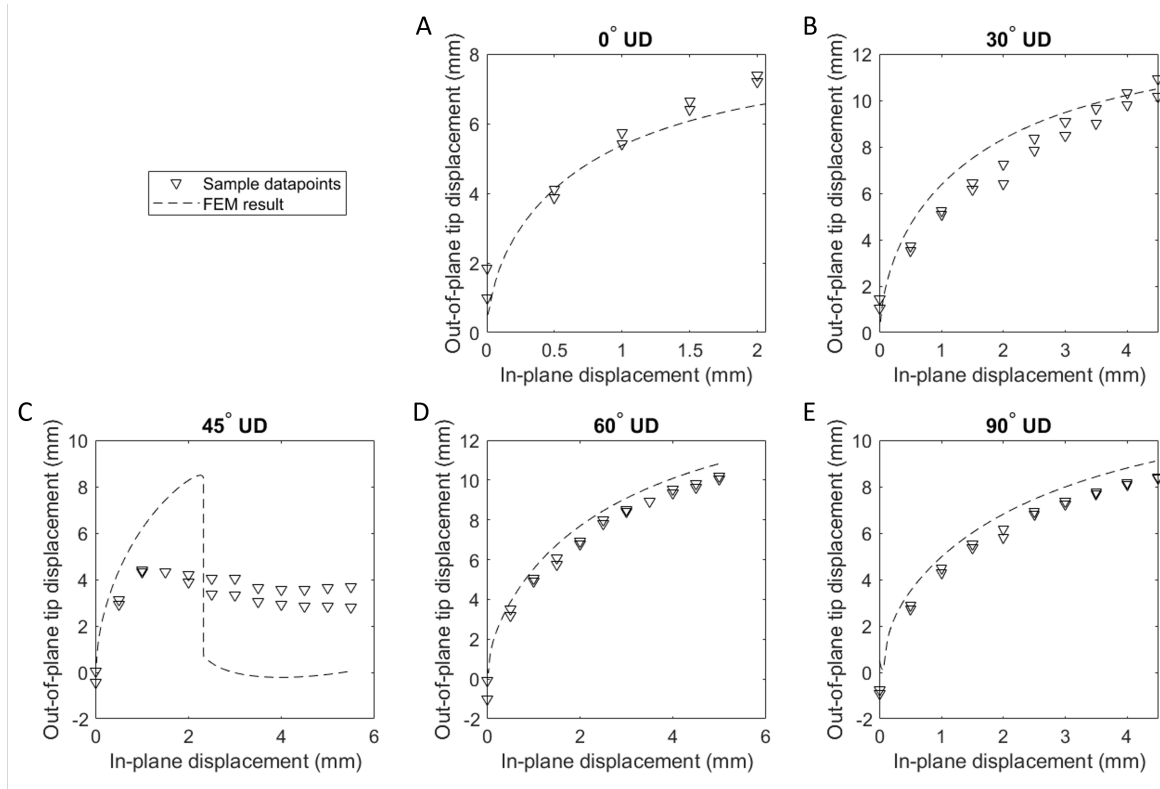 A
0° UD
Out-of-plane tip displacement (mm)
8
6
4
2
0
0 0.5 1 1.5 2
In-plane displacement (mm)
B
30° UD
Out-of-plane tip displacement (mm)
12
10
8
6
4
2
0
0 1 2 3 4
In-plane displacement (mm)
Sample datapoints
FEM result
C
45° UD
Out-of-plane tip displacement (mm)
10
8
6
4
2
0
-2
0 2 4 6
In-plane displacement (mm)
D
60° UD
Out-of-plane tip displacement (mm)
12
10
8
6
4
2
0
-2
0 2 4 6
In-plane displacement (mm)
E
90° UD
Out-of-plane tip displacement (mm)
10
8
6
4
2
0
-2
0 1 2 3 4
In-plane displacement (mm)